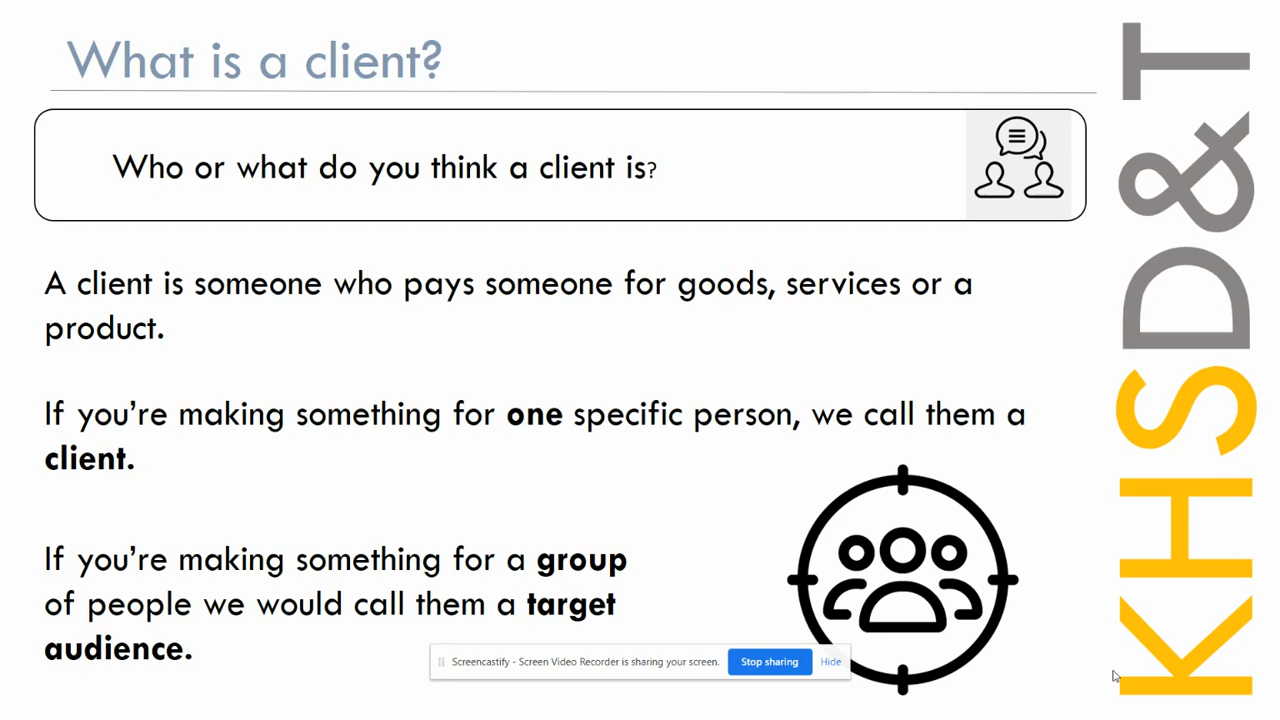 What is a client?
Who or what do you think a client is?
A client is someone who pays someone for goods, services or a
product.
If you’re making something for one specific person, we call them a
client.
If you’re making something for a group
of people we would call them a target
audience.
Screencastify - Screen Video Recorder is sharing your screen.
Stop sharing
Hide
KHSD&T